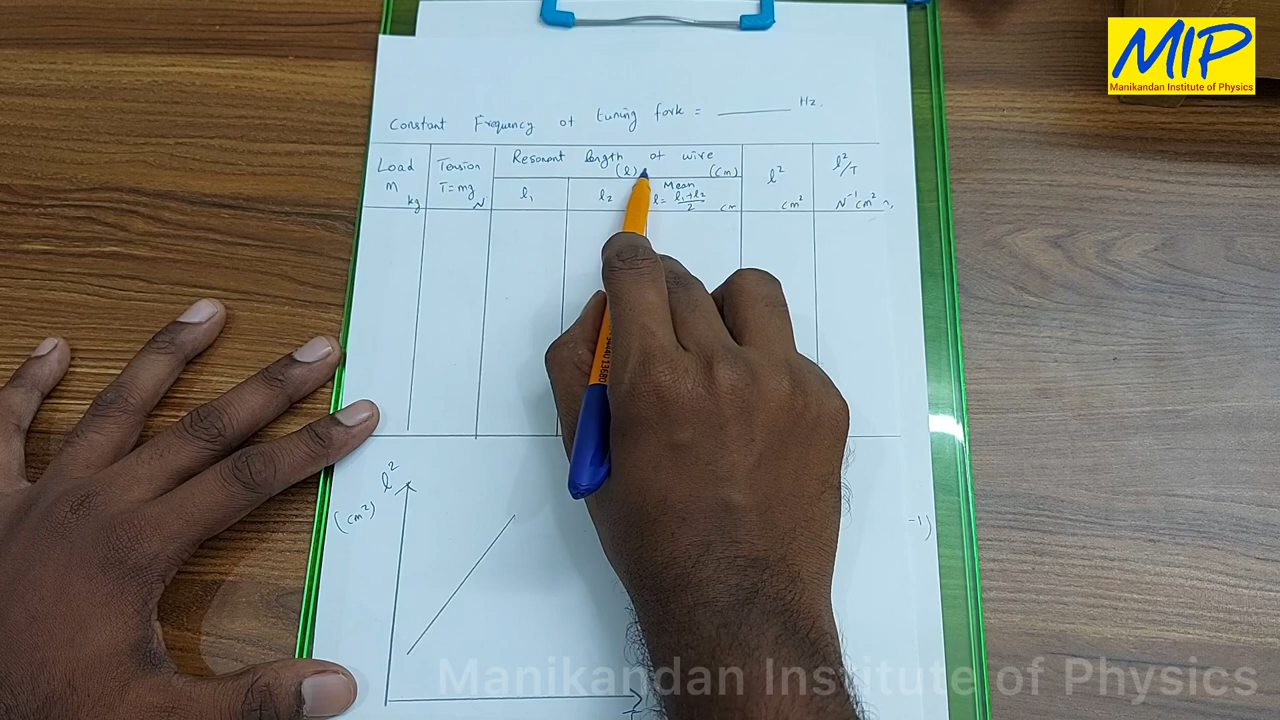 MIP
Manikandan Institute of Physics
Constant Frequency of tuning fork = ______ Hz.
Load m kg
Tension T = mg N
Resonant length of wire (l) (cm)
l₁
l₂
Mean l = l₁+l₂/2 cm
l² cm²
l²/T N⁻¹ cm²
l²
(cm²)
-1)
Manikandan Institute of Physics